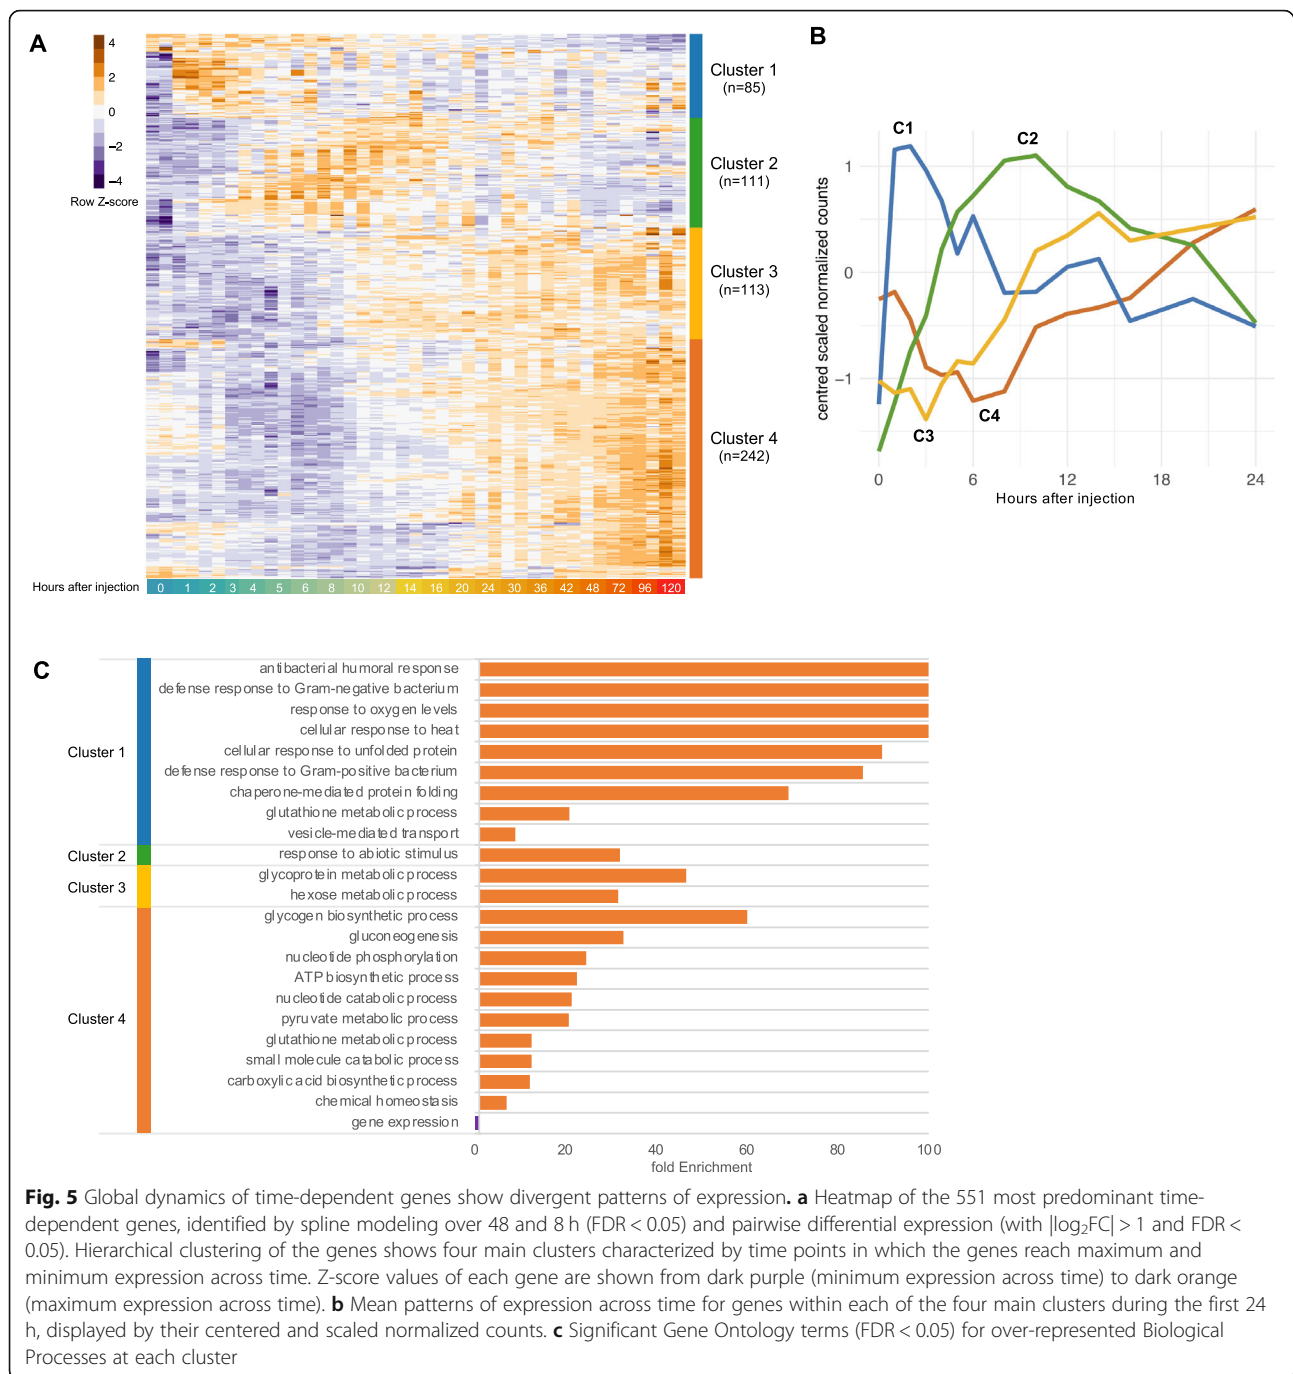 A
4
2
0
−2
−4
Row Z-score
Cluster 1
(n=85)
Cluster 2
(n=111)
Cluster 3
(n=113)
Cluster 4
(n=242)
Hours after injection 0 1 2 3 4 5 6 8 10 12 14 16 20 24 30 36 42 48 72 96 120
B
C1
C2
C3
C4
centred scaled normalized counts
1
0
−1
0 6 12 18 24
Hours after injection
C
Cluster 1
antibacterial humoral response
defense response to Gram-negative bacterium
response to oxygen levels
cellular response to heat
cellular response to unfolded protein
defense response to Gram-positive bacterium
chaperone-mediated protein folding
glutathione metabolic process
vesicle-mediated transport
Cluster 2
response to abiotic stimulus
Cluster 3
glycoprotein metabolic process
hexose metabolic process
Cluster 4
glycogen biosynthetic process
gluconeogenesis
nucleotide phosphorylation
ATP biosynthetic process
nucleotide catabolic process
pyruvate metabolic process
glutathione metabolic process
small molecule catabolic process
carboxylic acid biosynthetic process
chemical homeostasis
gene expression
0 20 40 60 80 100
fold Enrichment
Fig. 5 Global dynamics of time-dependent genes show divergent patterns of expression. a Heatmap of the 551 most predominant time-
dependent genes, identified by spline modeling over 48 and 8 h (FDR < 0.05) and pairwise differential expression (with |log₂FC| > 1 and FDR <
0.05). Hierarchical clustering of the genes shows four main clusters characterized by time points in which the genes reach maximum and
minimum expression across time. Z-score values of each gene are shown from dark purple (minimum expression across time) to dark orange
(maximum expression across time). b Mean patterns of expression across time for genes within each of the four main clusters during the first 24
h, displayed by their centered and scaled normalized counts. c Significant Gene Ontology terms (FDR < 0.05) for over-represented Biological
Processes at each cluster